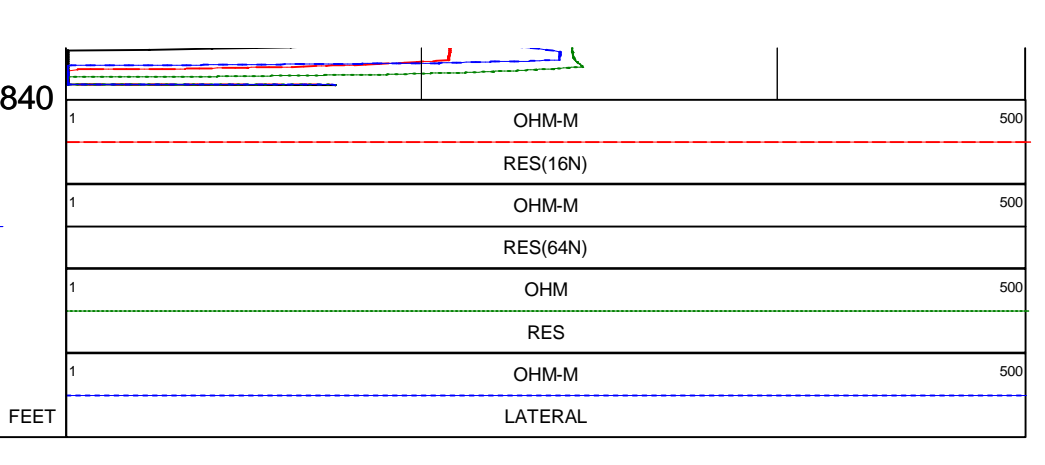 840
1 OHM-M 500
RES(16N)
1 OHM-M 500
RES(64N)
1 OHM 500
RES
1 OHM-M 500
FEET LATERAL